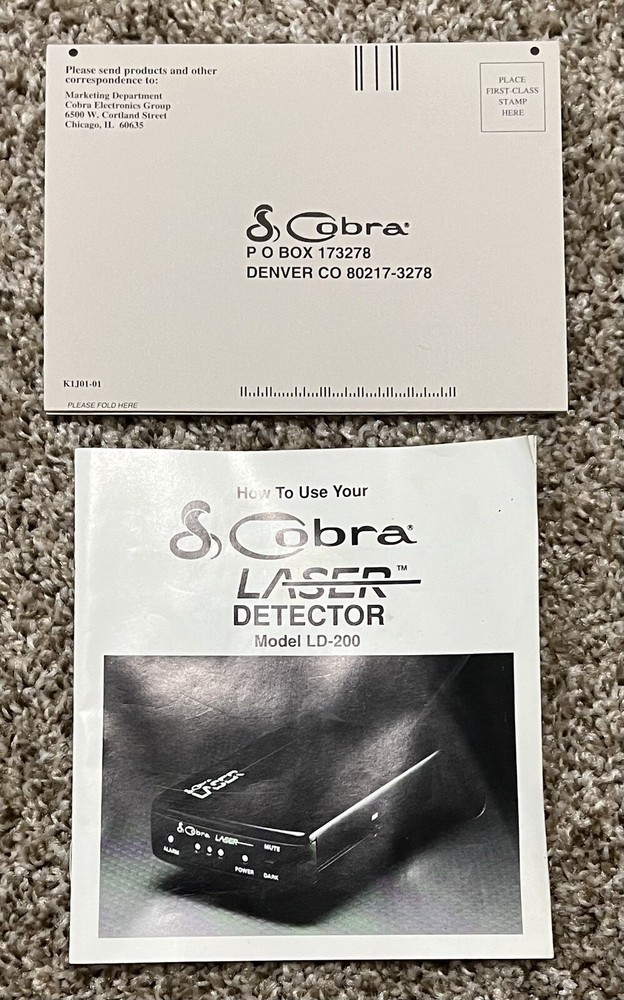 Please send products and other
correspondence to:
Marketing Department
Cobra Electronics Group
6500 W. Cortland Street
Chicago, IL 60635
PLACE
FIRST-CLASS
STAMP
HERE
Cobra®
P O BOX 173278
DENVER CO 80217-3278
K1J01-01
PLEASE FOLD HERE
How To Use Your
Cobra®
LASER™
DETECTOR
Model LD-200
Cobra
LASER
Cobra LASER
ALARM
MUTE
POWER
DARK